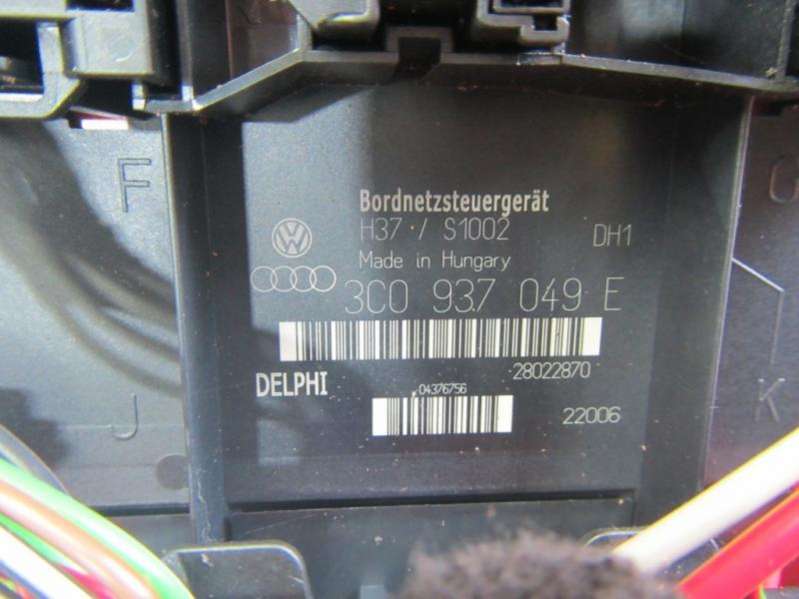 F
G
Bordnetzsteuergerät
H37 / S1002
DH1
Made in Hungary
3C0 937 049 E
28022870
DELPHI
04376756
22006
J
K